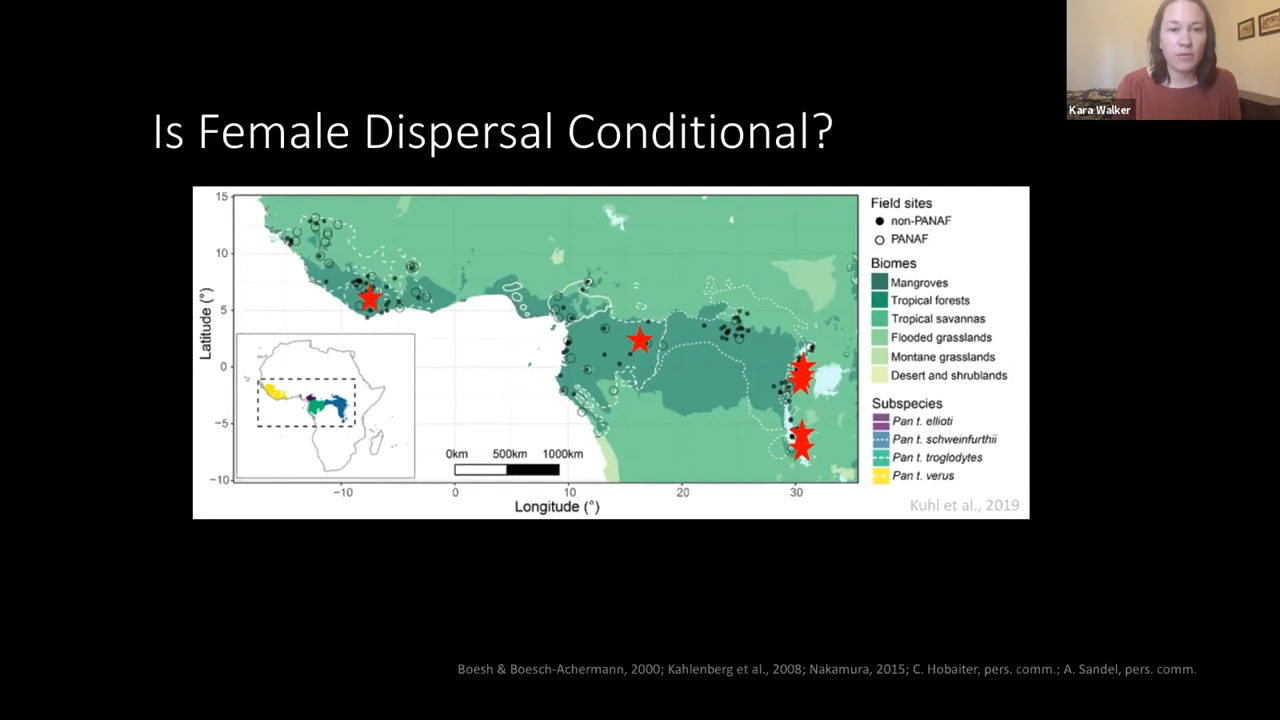 Kara Walker
Is Female Dispersal Conditional?
15
10
5
0
−5
−10
Latitude (°)
−10
0
10
20
30
Longitude (°)
0km 500km 1000km
Field sites
non-PANAF
PANAF
Biomes
Mangroves
Tropical forests
Tropical savannas
Flooded grasslands
Montane grasslands
Desert and shrublands
Subspecies
Pan t. ellioti
Pan t. schweinfurthii
Pan t. troglodytes
Pan t. verus
Kuhl et al., 2019
Boesh & Boesch-Achermann, 2000; Kahlenberg et al., 2008; Nakamura, 2015; C. Hobaiter, pers. comm.; A. Sandel, pers. comm.